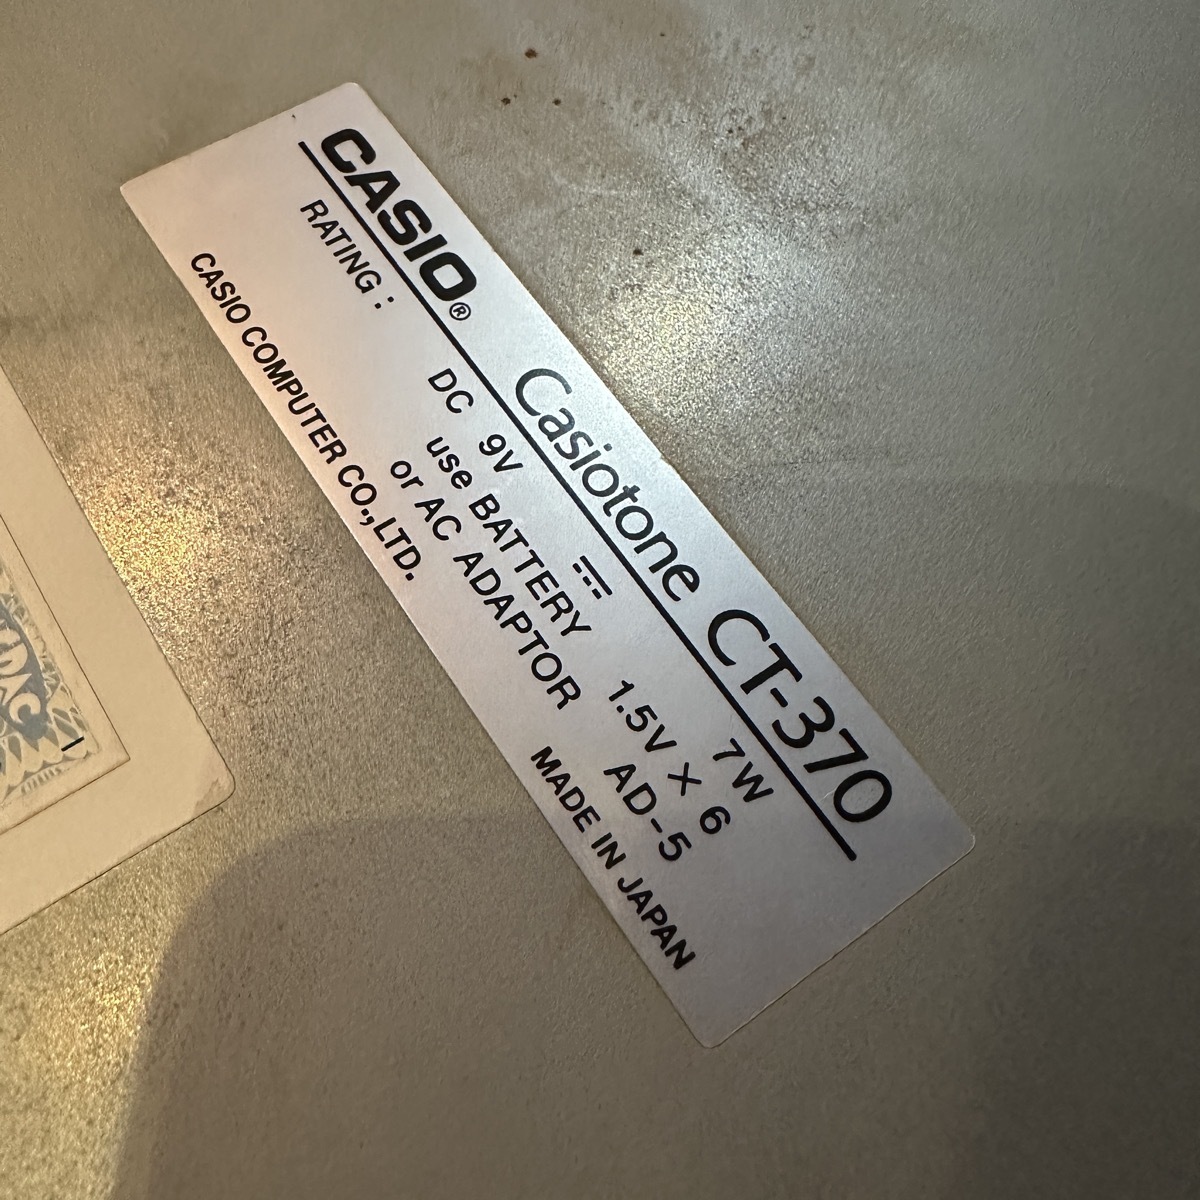 CASIO® Casiotone CT-370
RATING : DC 9V ⎓ 7W
use BATTERY 1.5V × 6
or AC ADAPTOR AD-5
CASIO COMPUTER CO., LTD. MADE IN JAPAN